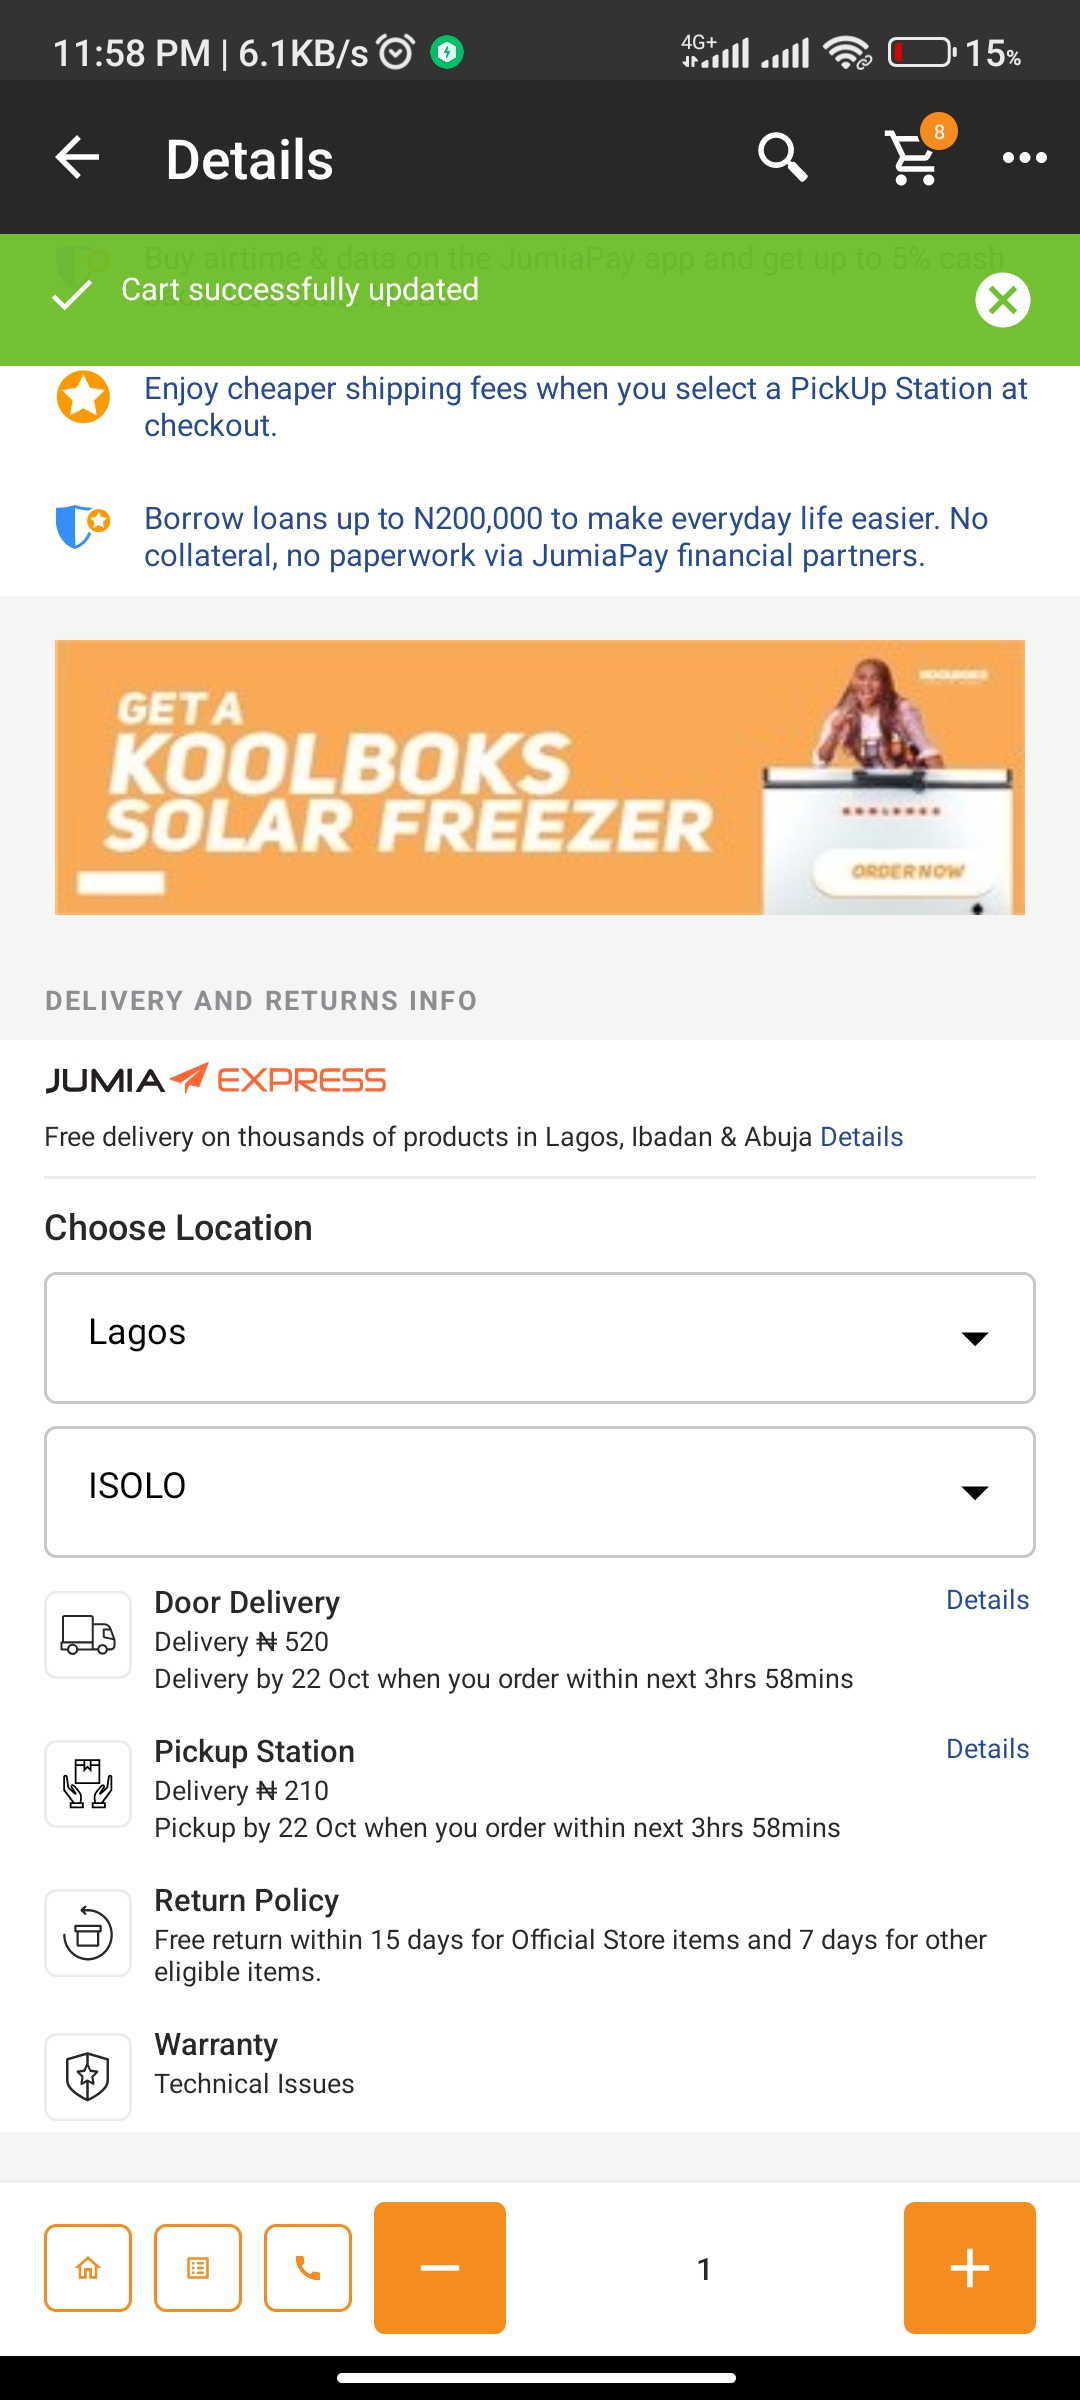 11:58 PM | 6.1KB/s
4G+
15%
Details
8
Buy airtime & data on the JumiaPay app and get up to 5% cash
Cart successfully updated
Enjoy cheaper shipping fees when you select a PickUp Station at
checkout.
Borrow loans up to N200,000 to make everyday life easier. No
collateral, no paperwork via JumiaPay financial partners.
GET A
KOOLBOKS
SOLAR FREEZER
KOOLBOKS
KOOLBOKS
ORDER NOW
DELIVERY AND RETURNS INFO
JUMIA EXPRESS
Free delivery on thousands of products in Lagos, Ibadan & Abuja Details
Choose Location
Lagos
ISOLO
Door Delivery
Details
Delivery ₦ 520
Delivery by 22 Oct when you order within next 3hrs 58mins
Pickup Station
Details
Delivery ₦ 210
Pickup by 22 Oct when you order within next 3hrs 58mins
Return Policy
Free return within 15 days for Official Store items and 7 days for other
eligible items.
Warranty
Technical Issues
1